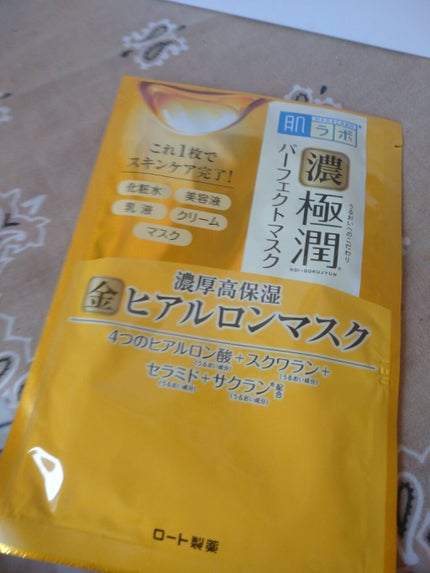 肌ラボ®
うるおいへのこだわり
濃極潤®
KOI-GOKUJYUN
パーフェクトマスク
これ1枚で
スキンケア完了!
化粧水 美容液
乳液 クリーム
マスク
濃厚高保湿
金ヒアルロンマスク
4つのヒアルロン酸+スクワラン+
(うるおい成分) (うるおい成分)
セラミド+サクラン®配合
(うるおい成分) (うるおい成分)
ロート製薬